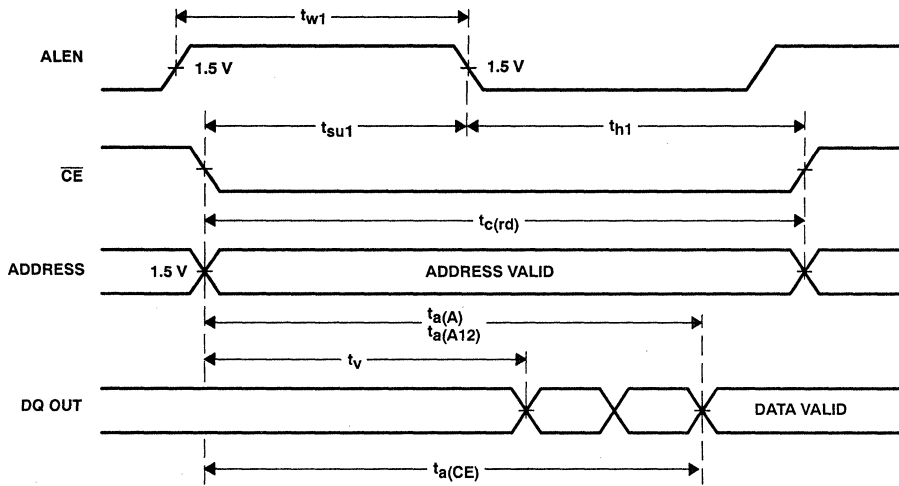 tw1
ALEN
1.5 V
1.5 V
tsu1
th1
CE
tc(rd)
ADDRESS
1.5 V
ADDRESS VALID
ta(A)
ta(A12)
tv
DQ OUT
DATA VALID
ta(CE)